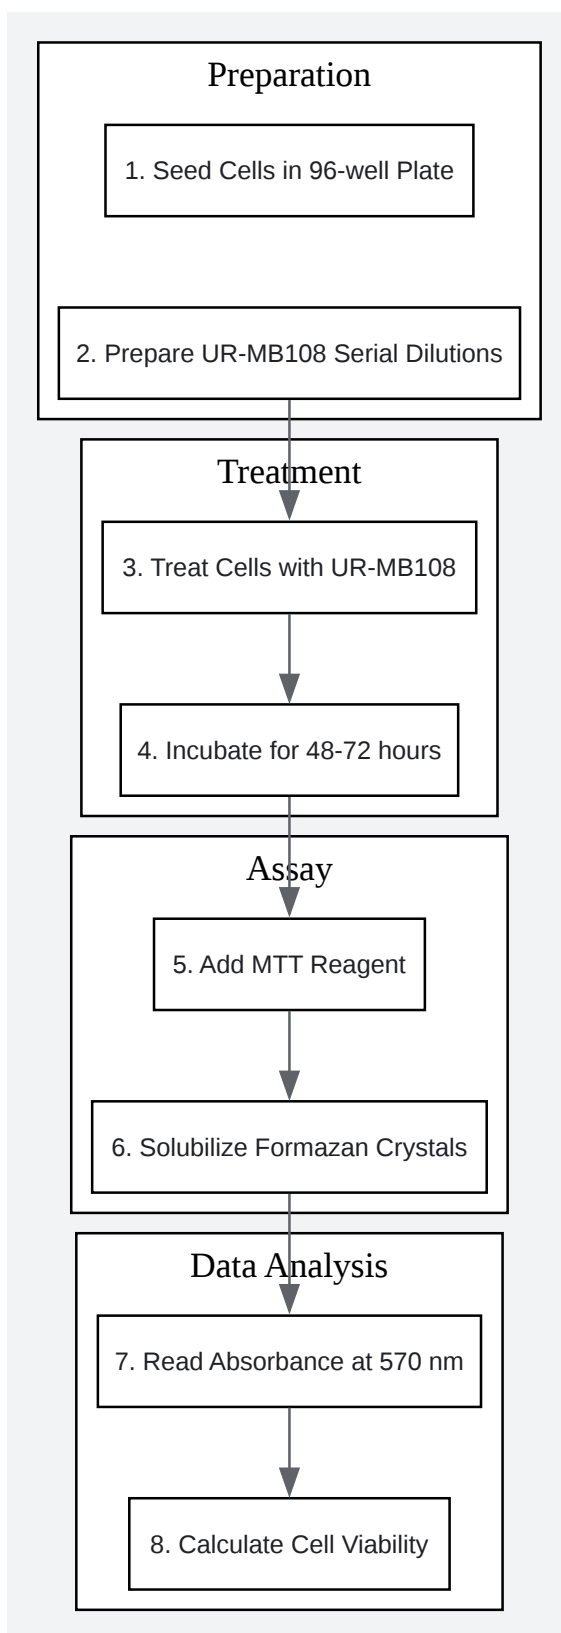 Preparation
1. Seed Cells in 96-well Plate
2. Prepare UR-MB108 Serial Dilutions
Treatment
3. Treat Cells with UR-MB108
4. Incubate for 48-72 hours
Assay
5. Add MTT Reagent
6. Solubilize Formazan Crystals
Data Analysis
7. Read Absorbance at 570 nm
8. Calculate Cell Viability